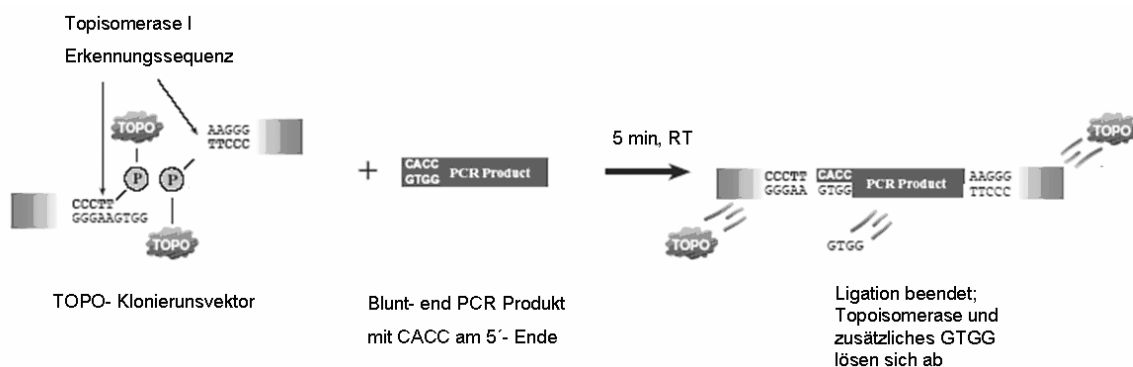 Topisomerase I
Erkennungssequenz
TOPO
AAGGG
TTCCC
P
P
CCCTT
GGGAAGTGG
TOPO
TOPO- Klonierunsvektor
+
CACC
GTGG
PCR Product
Blunt- end PCR Produkt
mit CACC am 5´- Ende
5 min, RT
TOPO
CCCTT CACC PCR Product AAGGG
GGGAA GTGG TTCCC
TOPO
GTGG
Ligation beendet;
Topoisomerase und
zusätzliches GTGG
lösen sich ab